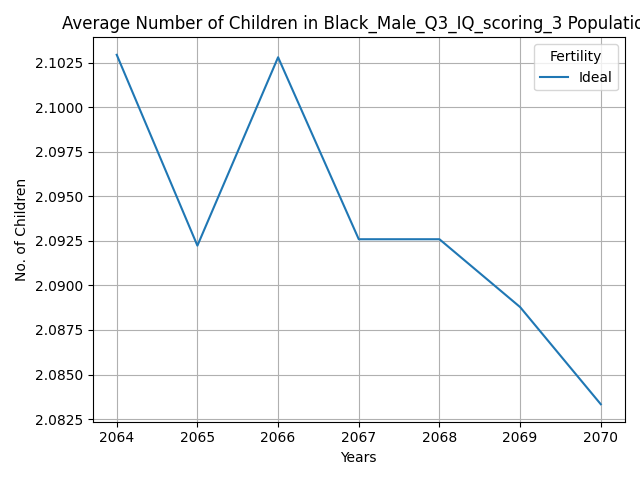 Average Number of Children in Black_Male_Q3_IQ_scoring_3 Populatio
Fertility
Ideal
2.1025
2.1000
2.0975
2.0950
2.0925
2.0900
2.0875
2.0850
2.0825
No. of Children
2064 2065 2066 2067 2068 2069 2070
Years